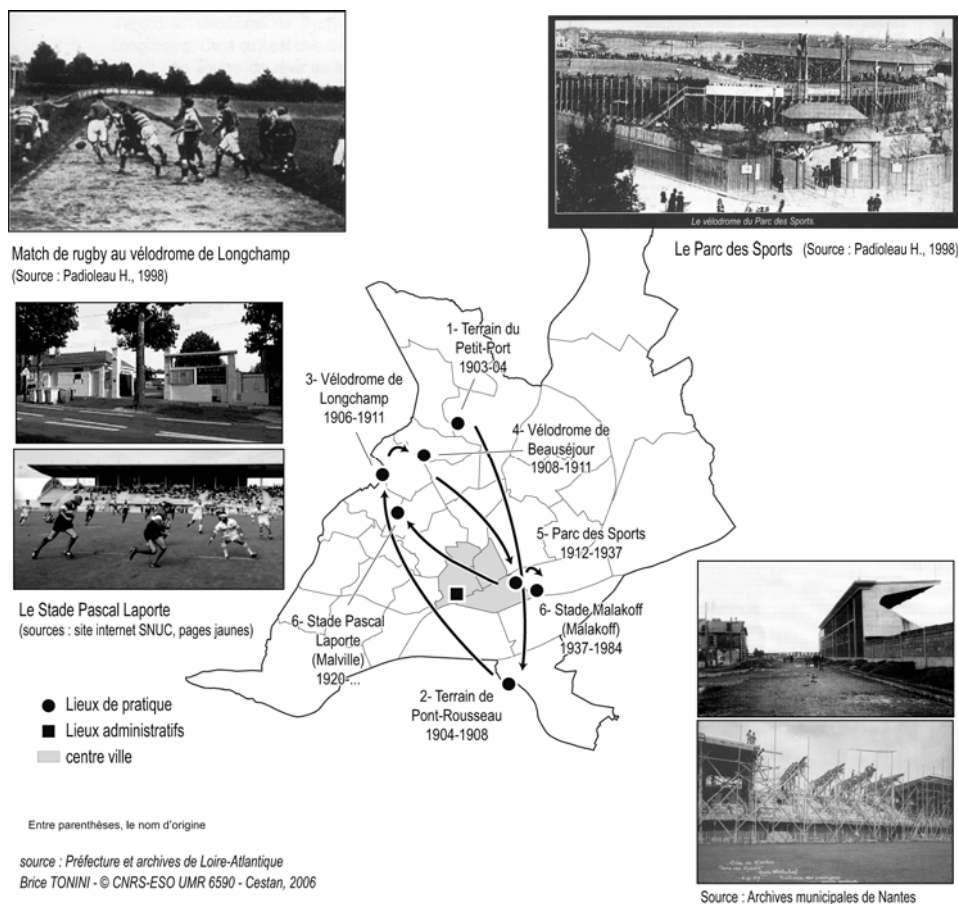 Le vélodrome du Parc des Sports.
Match de rugby au vélodrome de Longchamp
(Source : Padioleau H., 1998)
Le Parc des Sports (Source : Padioleau H., 1998)
1- Terrain du
Petit-Port
1903-04
3- Vélodrome de
Longchamp
1906-1911
4- Vélodrome de
Beauséjour
1908-1911
5- Parc des Sports
1912-1937
Le Stade Pascal Laporte
(sources : site internet SNUC, pages jaunes)
6- Stade Pascal
Laporte
(Malville)
1920-...
6- Stade Malakoff
(Malakoff)
1937-1984
2- Terrain de
Pont-Rousseau
1904-1908
Lieux de pratique
Lieux administratifs
centre ville
Entre parenthèses, le nom d'origine
source : Préfecture et archives de Loire-Atlantique
Brice TONINI - © CNRS-ESO UMR 6590 - Cestan, 2006
Source : Archives municipales de Nantes